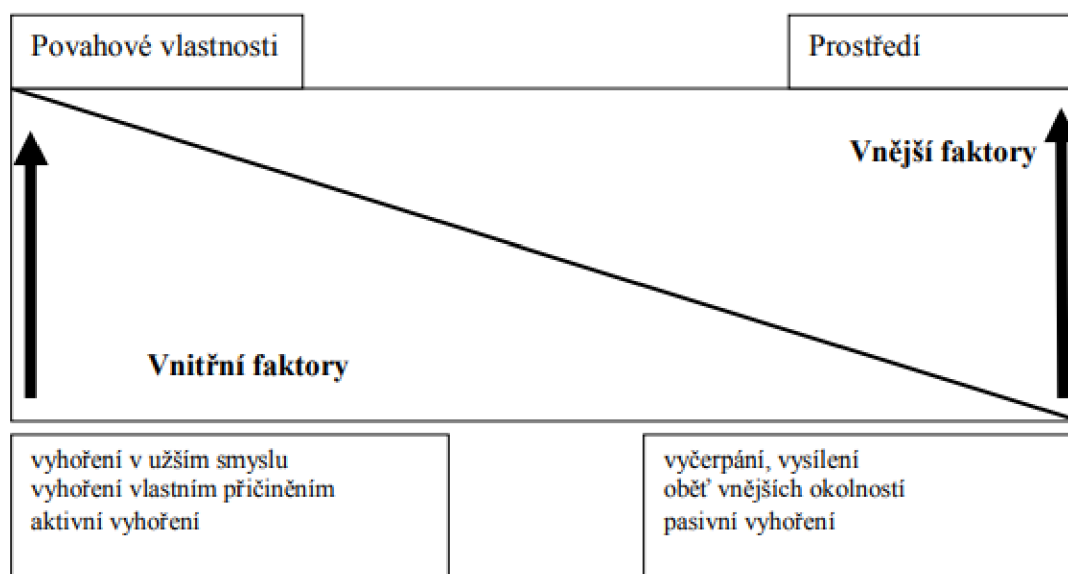 Povahové vlastnosti
Prostředí
Vnější faktory
Vnitřní faktory
vyhoření v užším smyslu
vyhoření vlastním přičiněním
aktivní vyhoření
vyčerpání, vysílení
oběť vnějších okolností
pasivní vyhoření